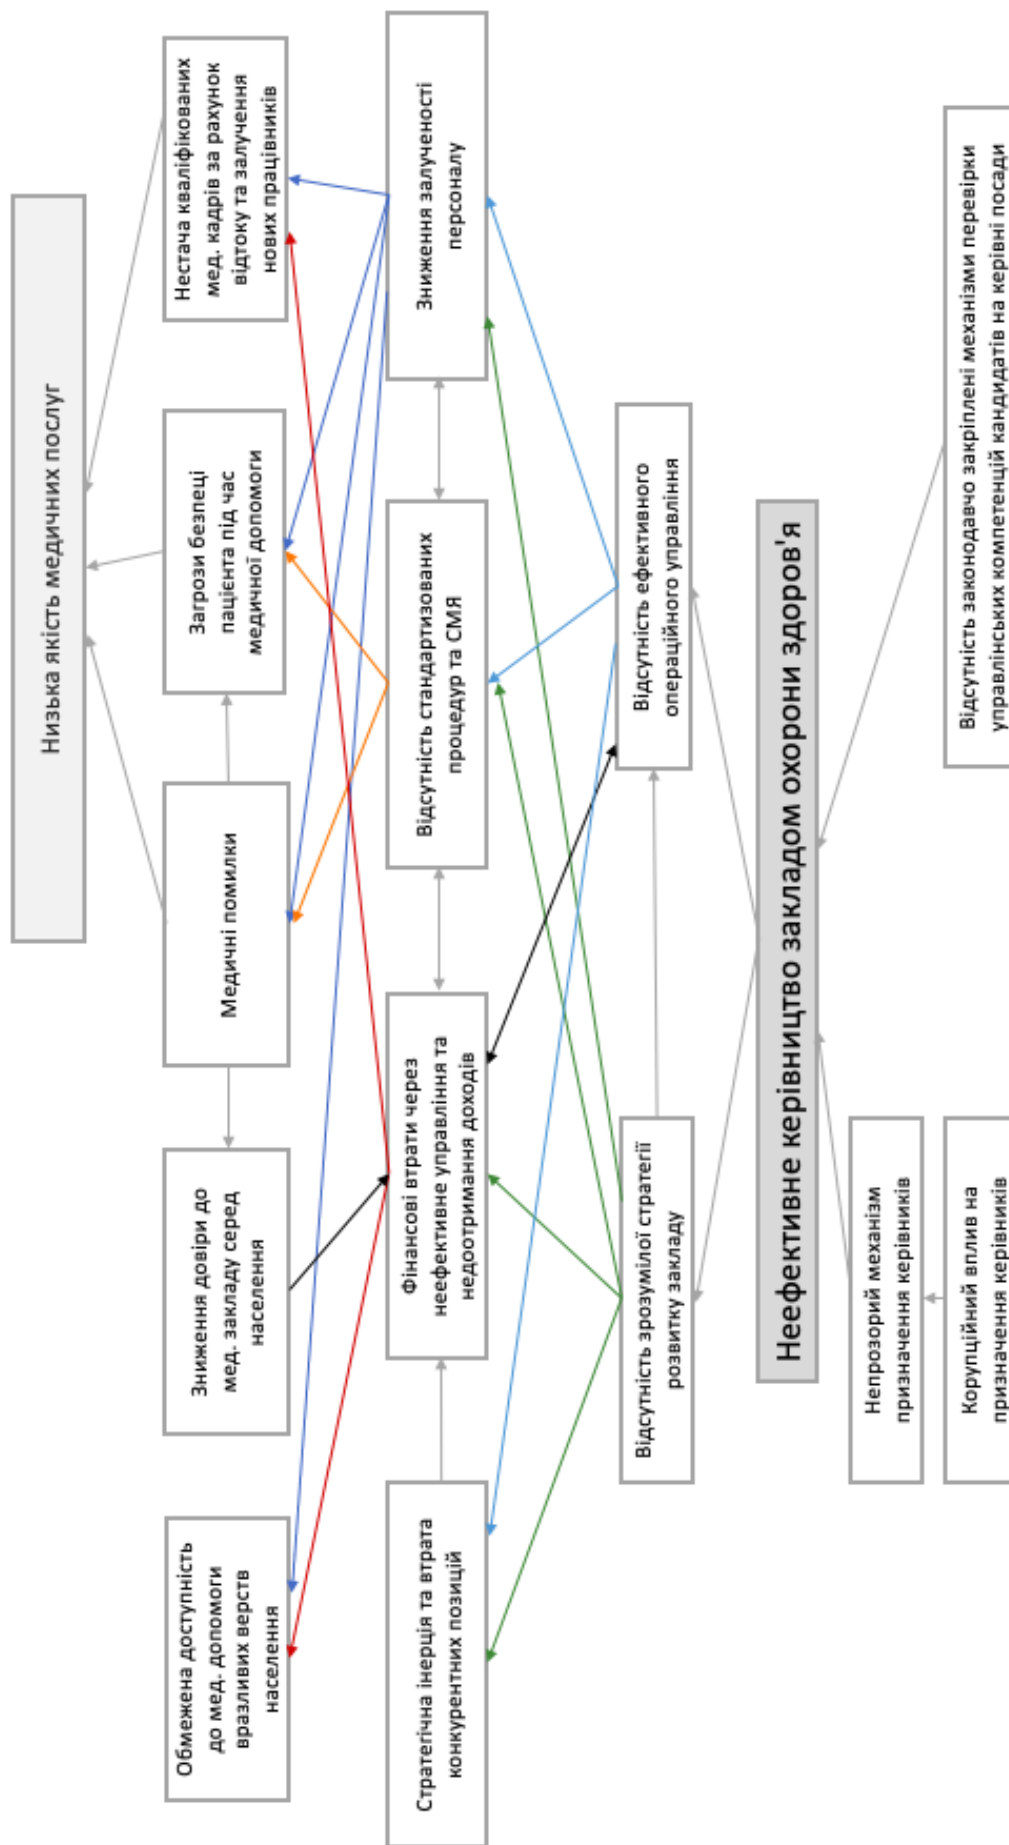 Низька якість медичних послуг
Обмежена доступність
до мед. допомоги
вразливих верств
населення
Зниження довіри до
мед. закладу серед
населення
Медичні помилки
Загрози безпеці
пацієнта під час
медичної допомоги
Нестача кваліфікованих
мед. кадрів за рахунок
відтоку та залучення
нових працівників
Стратегічна інерція та втрата
конкурентних позицій
Фінансові втрати через
неефективне управління та
недоотримання доходів
Відсутність стандартизованих
процедур та СМЯ
Зниження залученості
персоналу
Відсутність зрозумілої стратегії
розвитку закладу
Відсутність ефективного
операційного управління
Неефективне керівництво закладом охорони здоров'я
Непрозорий механізм
призначення керівників
Корупційний вплив на
призначення керівників
Відсутність законодавчо закріплені механізми перевірки
управлінських компетенцій кандидатів на керівні посади